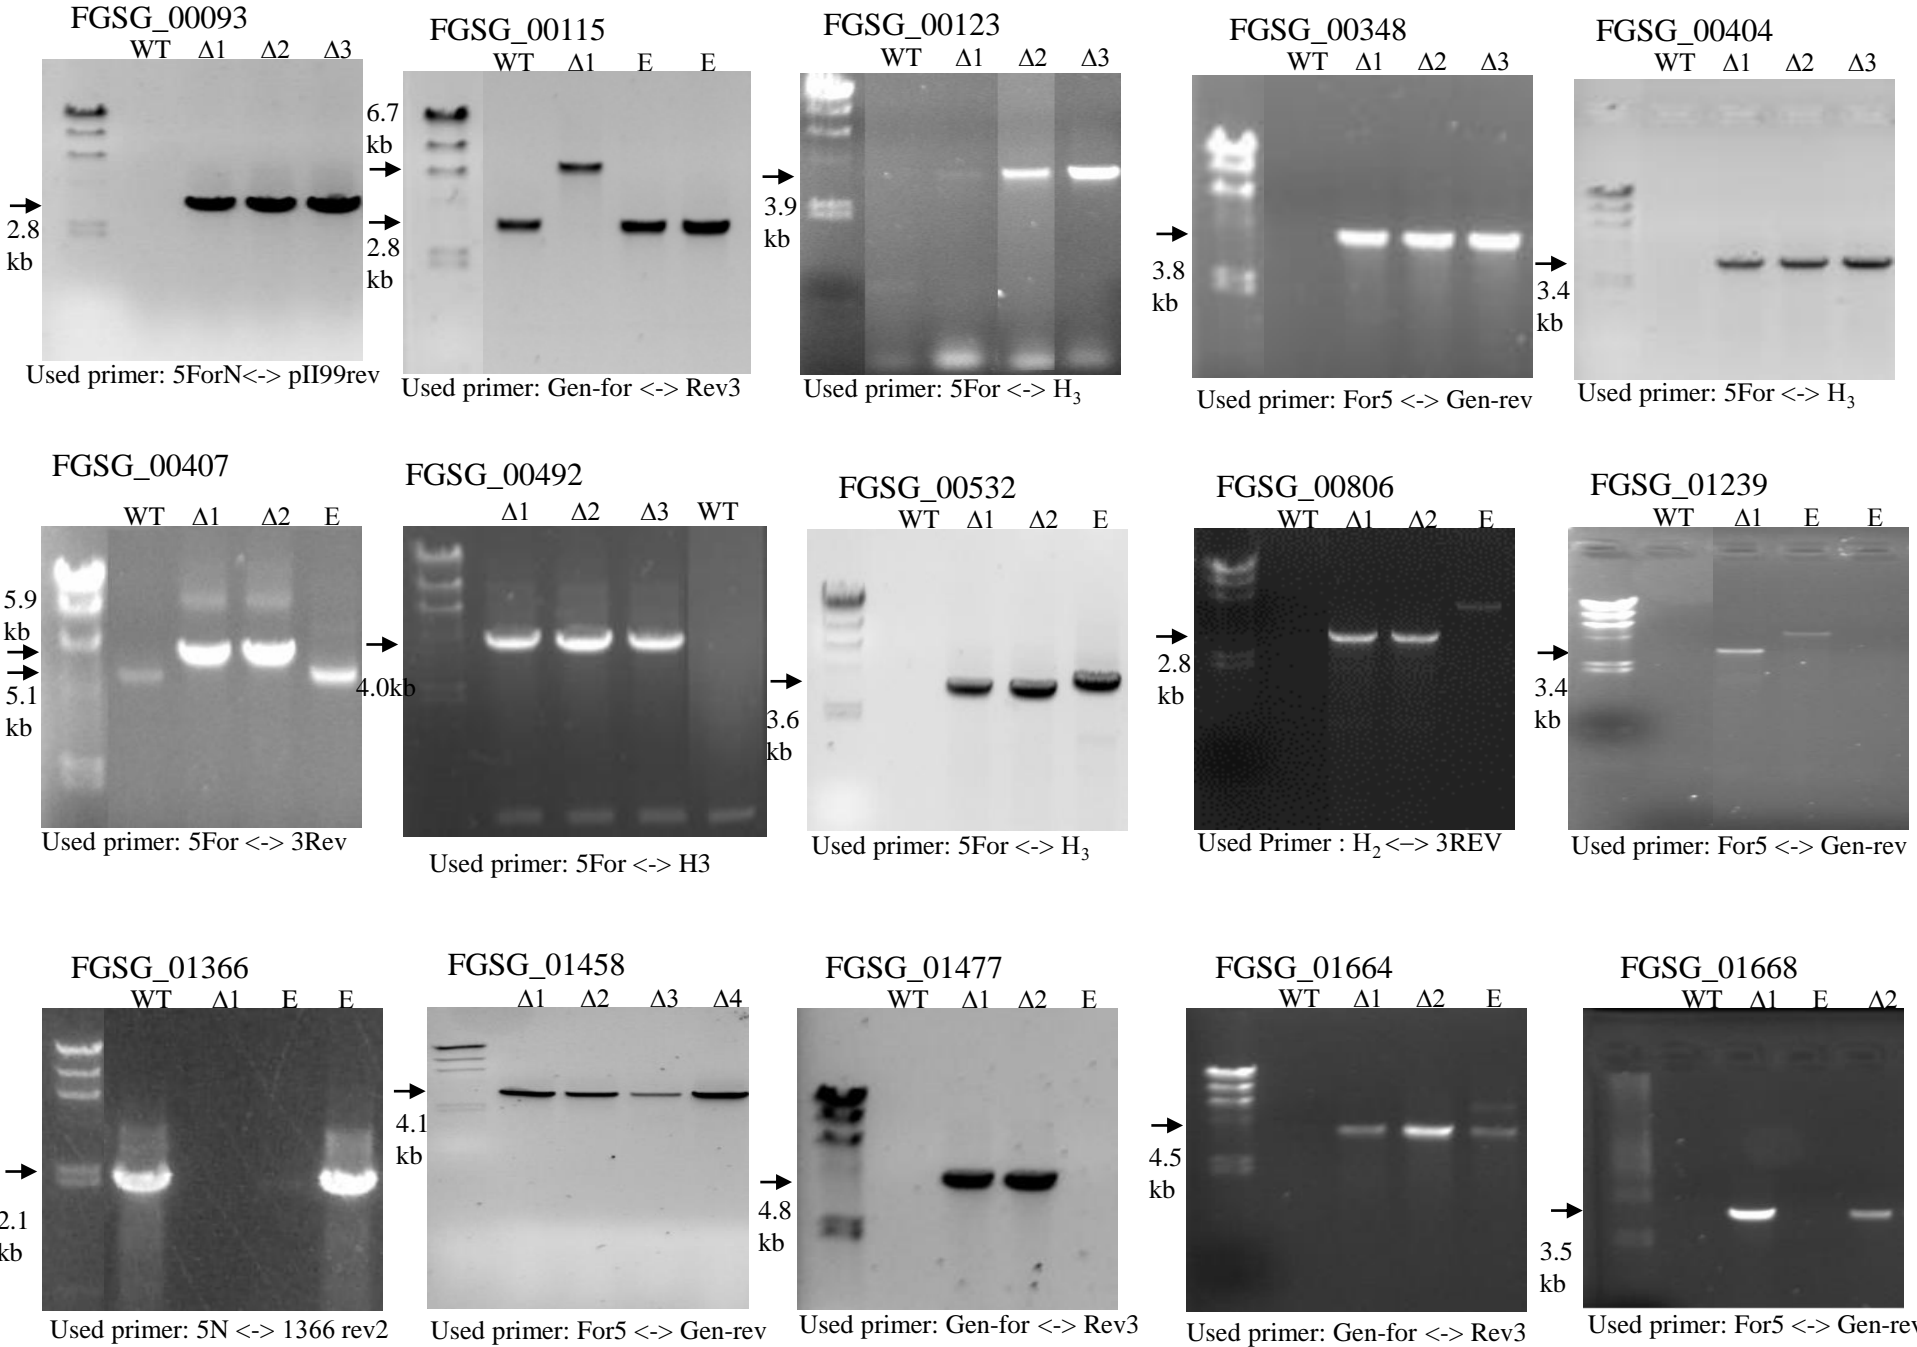 FGSG_00093
WT Δ1 Δ2 Δ3
2.8
kb
Used primer: 5ForN<-> pII99rev
FGSG_00115
WT Δ1 E E
6.7
kb
2.8
kb
Used primer: Gen-for <-> Rev3
FGSG_00123
WT Δ1 Δ2 Δ3
3.9
kb
Used primer: 5For <-> H3
FGSG_00348
WT Δ1 Δ2 Δ3
3.8
kb
Used primer: For5 <-> Gen-rev
FGSG_00404
WT Δ1 Δ2 Δ3
3.4
kb
Used primer: 5For <-> H3
FGSG_00407
WT Δ1 Δ2 E
5.9
kb
5.1
kb
Used primer: 5For <-> 3Rev
FGSG_00492
Δ1 Δ2 Δ3 WT
4.0kb
Used primer: 5For <-> H3
FGSG_00532
WT Δ1 Δ2 E
3.6
kb
Used primer: 5For <-> H3
FGSG_00806
WT Δ1 Δ2 E
2.8
kb
Used Primer : H2<–> 3REV
FGSG_01239
WT Δ1 E E
3.4
kb
Used primer: For5 <-> Gen-rev
FGSG_01366
WT Δ1 E E
2.1
kb
Used primer: 5N <-> 1366 rev2
FGSG_01458
Δ1 Δ2 Δ3 Δ4
4.1
kb
Used primer: For5 <-> Gen-rev
FGSG_01477
WT Δ1 Δ2 E
4.8
kb
Used primer: Gen-for <-> Rev3
FGSG_01664
WT Δ1 Δ2 E
4.5
kb
Used primer: Gen-for <-> Rev3
FGSG_01668
WT Δ1 E Δ2
3.5
kb
Used primer: For5 <-> Gen-rev